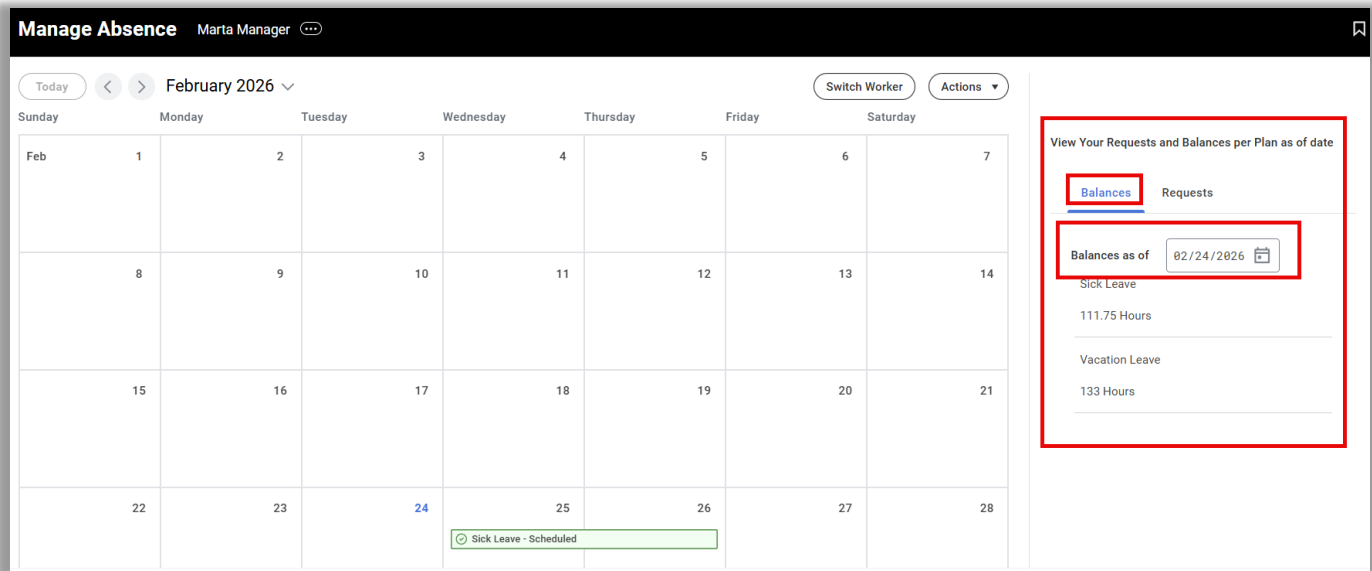 Manage Absence Marta Manager
Today February 2026 Switch Worker Actions
Sunday Monday Tuesday Wednesday Thursday Friday Saturday
Feb 1 2 3 4 5 6 7
8 9 10 11 12 13 14
15 16 17 18 19 20 21
22 23 24 25 26 27 28
Sick Leave - Scheduled
View Your Requests and Balances per Plan as of date
Balances Requests
Balances as of 02/24/2026
Sick Leave
111.75 Hours
Vacation Leave
133 Hours